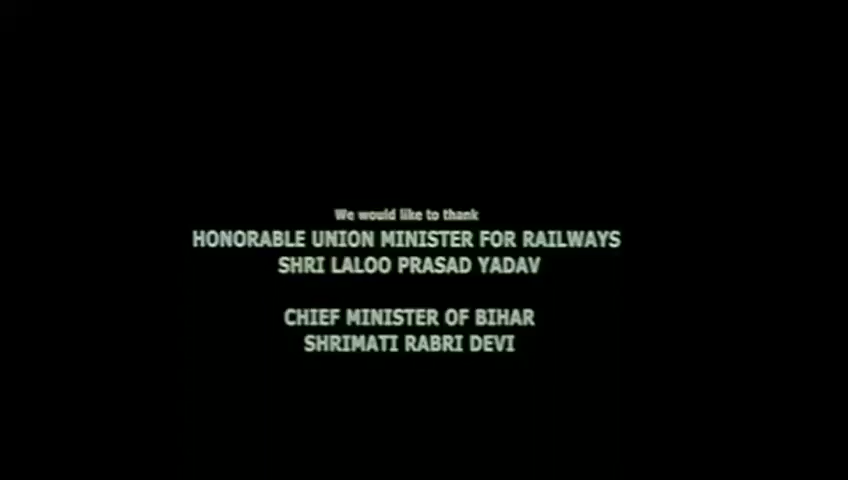 We would like to thank
HONORABLE UNION MINISTER FOR RAILWAYS
SHRI LALOO PRASAD YADAV
CHIEF MINISTER OF BIHAR
SHRIMATI RABRI DEVI